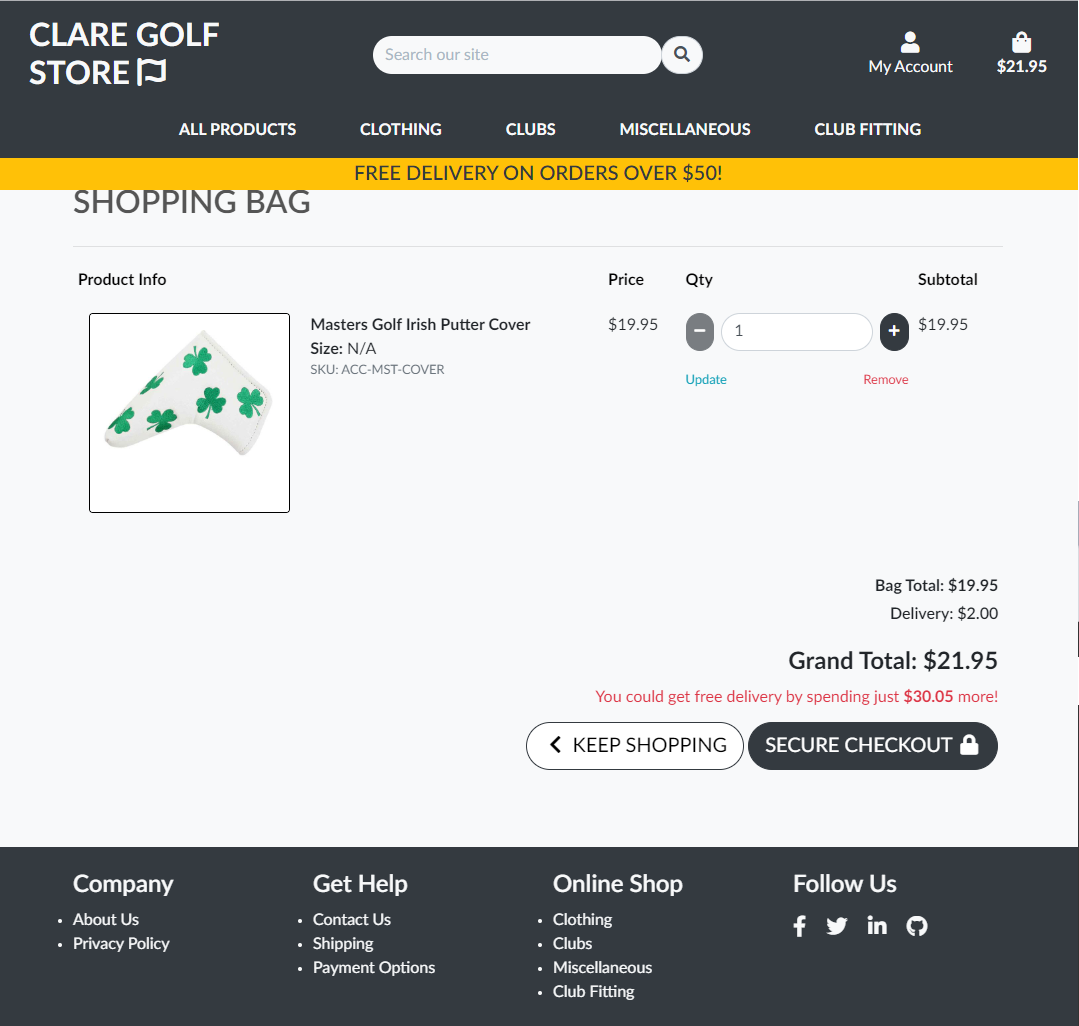 CLARE GOLF
STORE
Search our site
My Account
$21.95
ALL PRODUCTS
CLOTHING
CLUBS
MISCELLANEOUS
CLUB FITTING
FREE DELIVERY ON ORDERS OVER $50!
SHOPPING BAG
Product Info
Price
Qty
Subtotal
Masters Golf Irish Putter Cover
Size: N/A
SKU: ACC-MST-COVER
$19.95
−
1
+
$19.95
Update
Remove
Bag Total: $19.95
Delivery: $2.00
Grand Total: $21.95
You could get free delivery by spending just $30.05 more!
KEEP SHOPPING
SECURE CHECKOUT
Company
• About Us
• Privacy Policy
Get Help
• Contact Us
• Shipping
• Payment Options
Online Shop
• Clothing
• Clubs
• Miscellaneous
• Club Fitting
Follow Us